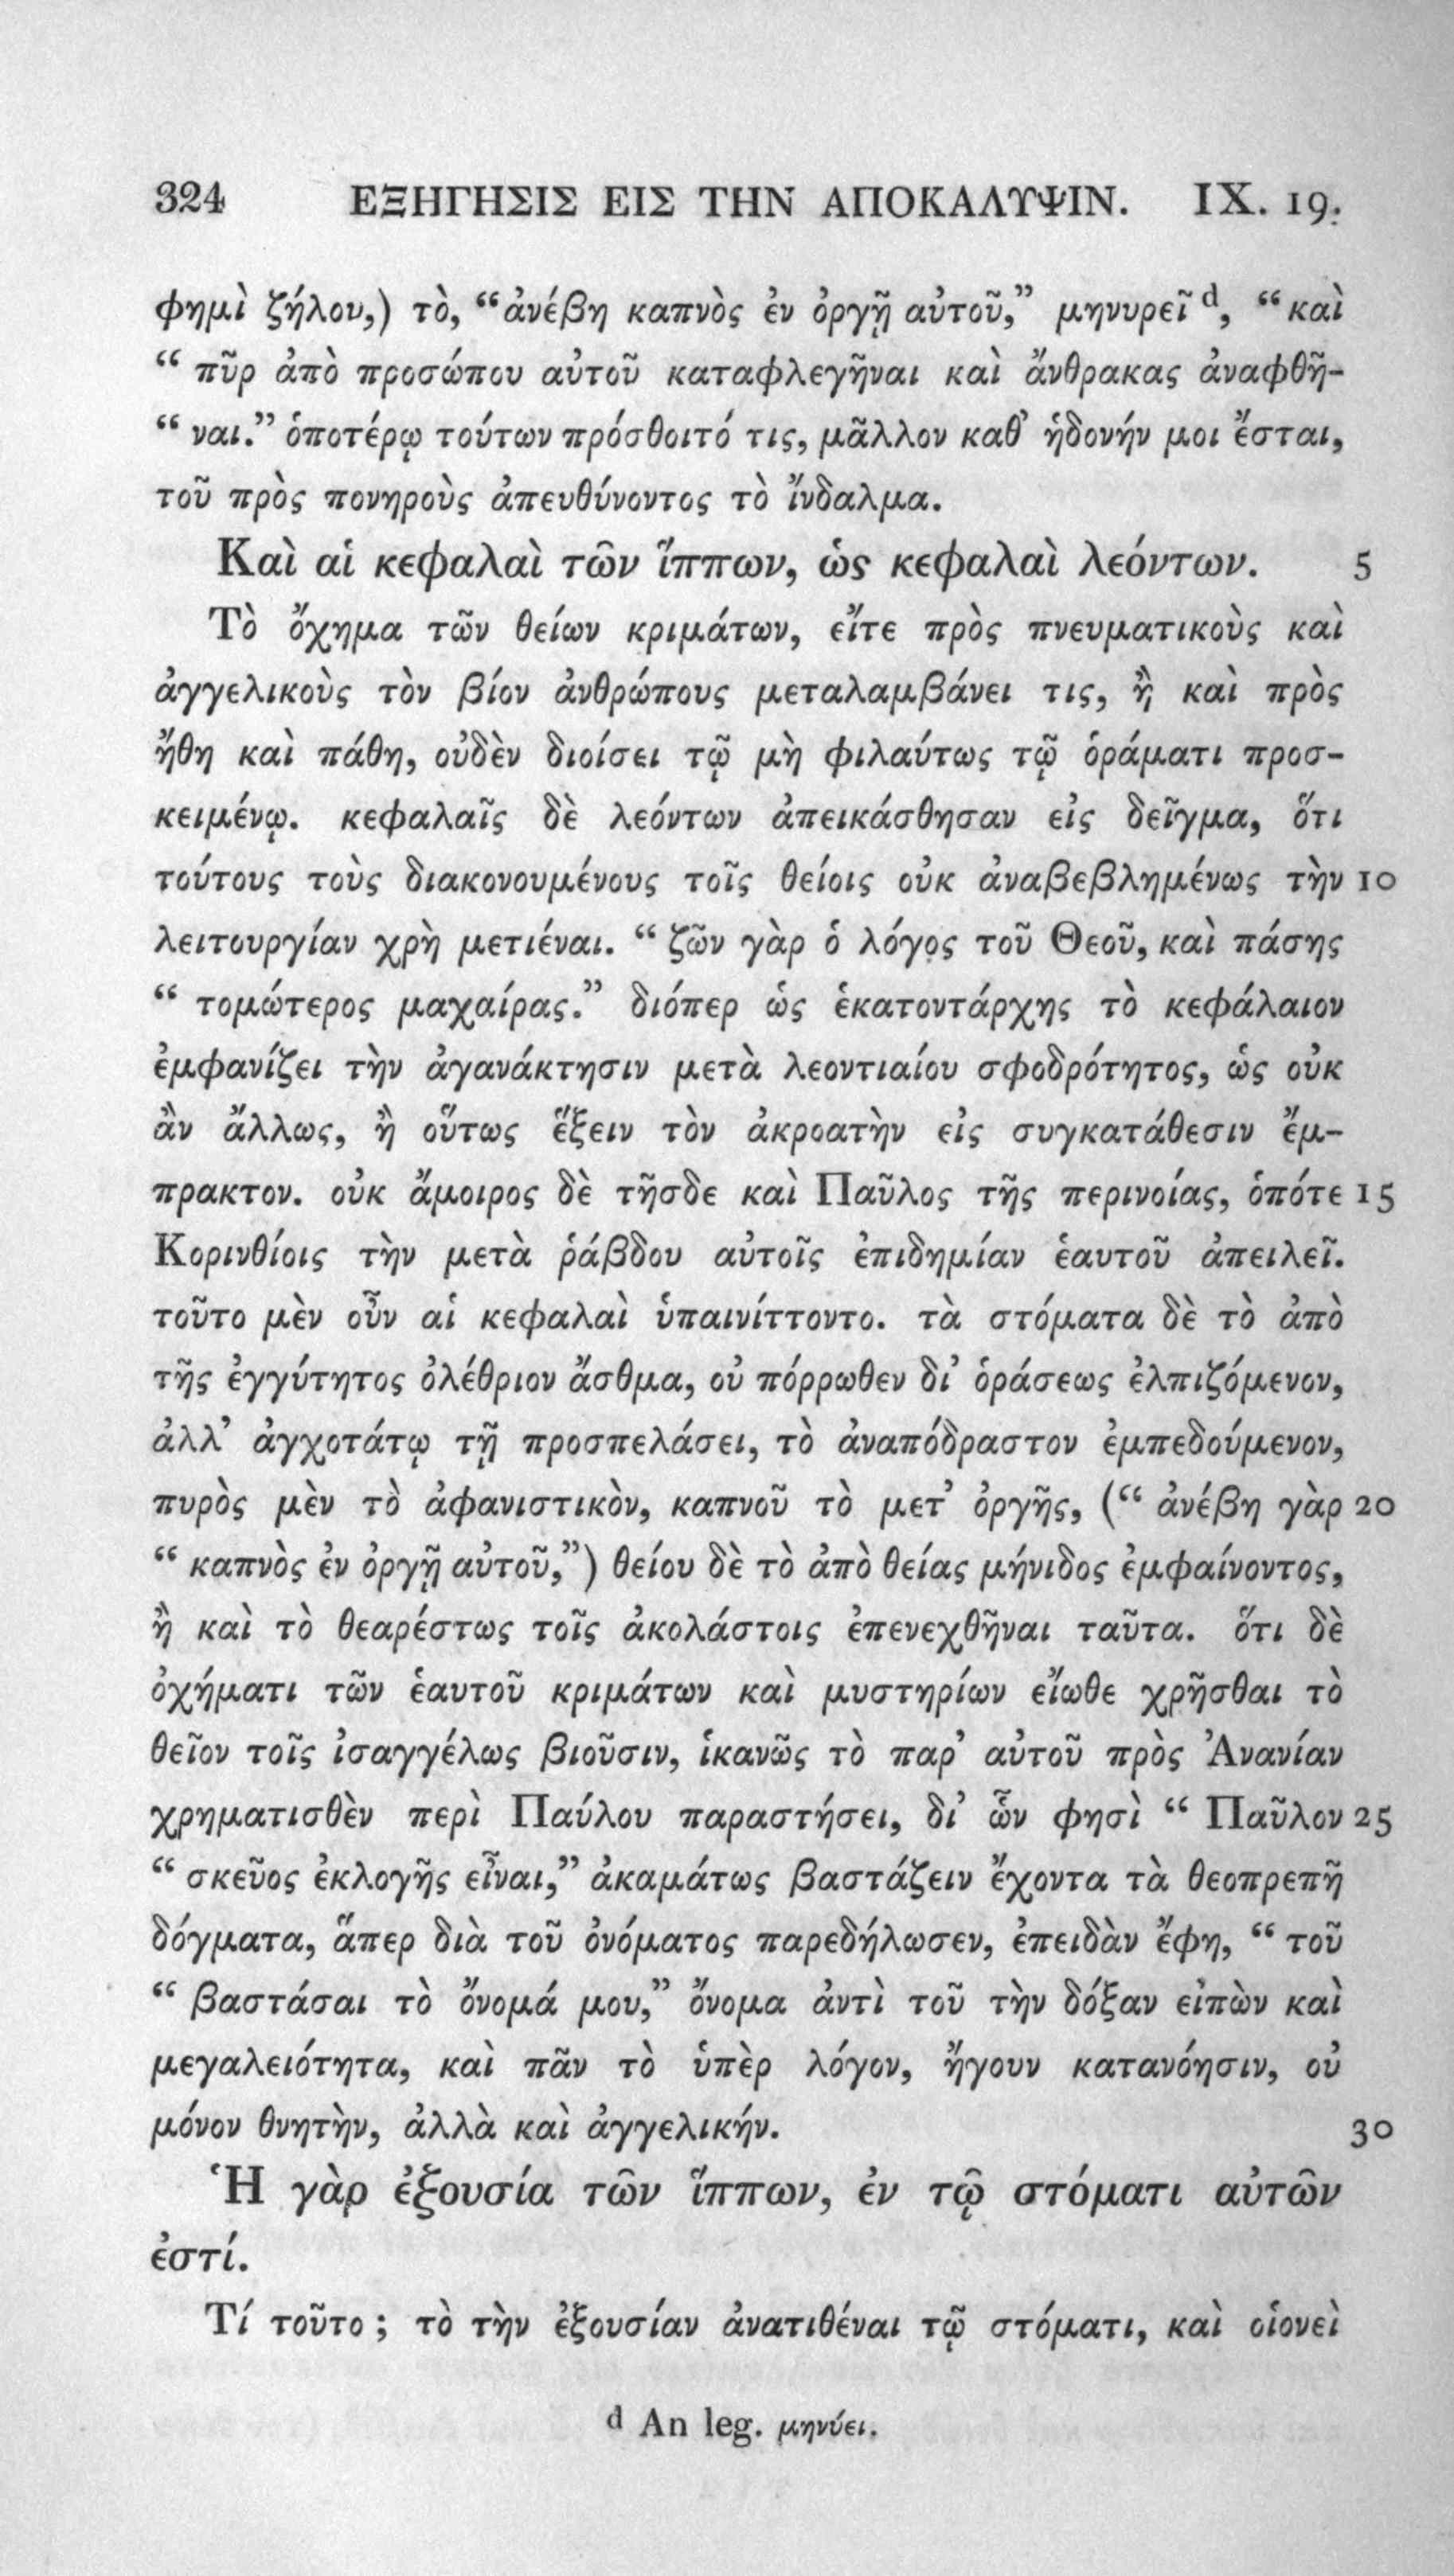 324 ΕΞΗΓΗΣΙΣ ΕΙΣ ΤΗΝ ΑΠΟΚΑΛΥΨΙΝ. IX. 19.
φημὶ ζήλου,) τὸ, “ἀνέβη καπνὸς ἐν ὀργῇ αὐτοῦ,” μηνυρεῖ d, “καὶ
“ πῦρ ἀπὸ προσώπου αὐτοῦ καταφλεγῆναι καὶ ἄνθρακας ἀναφθῆ-
“ ναι.” ὁποτέρῳ τούτων πρόσθοιτό τις, μᾶλλον καθ’ ἡδονήν μοι ἔσται,
τοῦ πρὸς πονηροὺς ἀπευθύνοντος τὸ ἴνδαλμα.
Καὶ αἱ κεφαλαὶ τῶν ἵππων, ὡς κεφαλαὶ λεόντων. 5
Τὸ ὄχημα τῶν θείων κριμάτων, εἴτε πρὸς πνευματικοὺς καὶ
ἀγγελικοὺς τὸν βίον ἀνθρώπους μεταλαμβάνει τις, ἢ καὶ πρὸς
ἤθη καὶ πάθη, οὐδὲν διοίσει τῷ μὴ φιλαύτως τῷ ὁράματι προσ-
κειμένῳ. κεφαλαῖς δὲ λεόντων ἀπεικάσθησαν εἰς δεῖγμα, ὅτι
τούτους τοὺς διακονουμένους τοῖς θείοις οὐκ ἀναβεβλημένως τὴν 10
λειτουργίαν χρὴ μετιέναι. “ ζῶν γὰρ ὁ λόγος τοῦ Θεοῦ, καὶ πάσης
“ τομώτερος μαχαίρας.” διόπερ ὡς ἑκατοντάρχης τὸ κεφάλαιον
ἐμφανίζει τὴν ἀγανάκτησιν μετὰ λεοντιαίου σφοδρότητος, ὡς οὐκ
ἂν ἄλλως, ἢ οὕτως ἕξειν τὸν ἀκροατὴν εἰς συγκατάθεσιν ἔμ-
πρακτον. οὐκ ἄμοιρος δὲ τῆσδε καὶ Παῦλος τῆς περινοίας, ὁπότε 15
Κορινθίοις τὴν μετὰ ῥάβδου αὐτοῖς ἐπιδημίαν ἑαυτοῦ ἀπειλεῖ.
τοῦτο μὲν οὖν αἱ κεφαλαὶ ὑπαινίττοντο. τὰ στόματα δὲ τὸ ἀπὸ
τῆς ἐγγύτητος ὀλέθριον ἄσθμα, οὐ πόρρωθεν δι’ ὁράσεως ἐλπιζόμενον,
ἀλλ’ ἀγχοτάτῳ τῇ προσπελάσει, τὸ ἀναπόδραστον ἐμπεδούμενον,
πυρὸς μὲν τὸ ἀφανιστικὸν, καπνοῦ τὸ μετ’ ὀργῆς, (“ ἀνέβη γὰρ 20
“ καπνὸς ἐν ὀργῇ αὐτοῦ,”) θείου δὲ τὸ ἀπὸ θείας μήνιδος ἐμφαίνοντος,
ἢ καὶ τὸ θεαρέστως τοῖς ἀκολάστοις ἐπενεχθῆναι ταῦτα. ὅτι δὲ
ὀχήματι τῶν ἑαυτοῦ κριμάτων καὶ μυστηρίων εἴωθε χρῆσθαι τὸ
θεῖον τοῖς ἰσαγγέλως βιοῦσιν, ἱκανῶς τὸ παρ’ αὐτοῦ πρὸς Ἀνανίαν
χρηματισθὲν περὶ Παύλου παραστήσει, δι’ ὧν φησὶ “ Παῦλον 25
“ σκεῦος ἐκλογῆς εἶναι,” ἀκαμάτως βαστάζειν ἔχοντα τὰ θεοπρεπῆ
δόγματα, ἅπερ διὰ τοῦ ὀνόματος παρεδήλωσεν, ἐπειδὰν ἔφη, “ τοῦ
“ βαστάσαι τὸ ὄνομά μου,” ὄνομα ἀντὶ τοῦ τὴν δόξαν εἰπὼν καὶ
μεγαλειότητα, καὶ πᾶν τὸ ὑπὲρ λόγον, ἤγουν κατανόησιν, οὐ
μόνον θνητὴν, ἀλλὰ καὶ ἀγγελικήν. 30
Ἡ γὰρ ἐξουσία τῶν ἵππων, ἐν τῷ στόματι αὐτῶν
ἐστί.
Τί τοῦτο ; τὸ τὴν ἐξουσίαν ἀνατιθέναι τῷ στόματι, καὶ οἱονεὶ
d An leg. μηνύει.